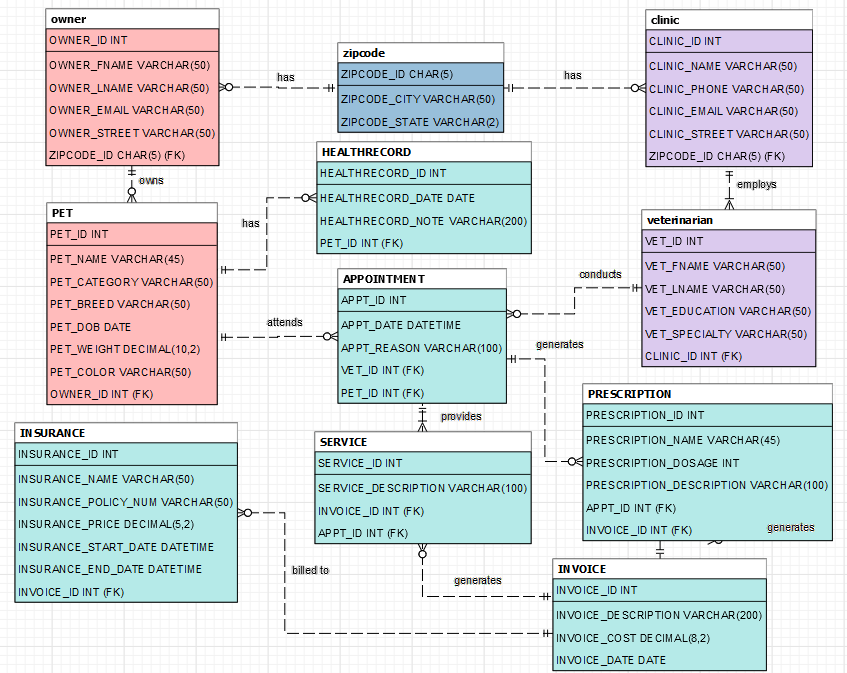 owner
OWNER_ID INT
OWNER_FNAME VARCHAR(50)
OWNER_LNAME VARCHAR(50)
OWNER_EMAIL VARCHAR(50)
OWNER_STREET VARCHAR(50)
ZIPCODE_ID CHAR(5) (FK)
has
zipcode
ZIPCODE_ID CHAR(5)
ZIPCODE_CITY VARCHAR(50)
ZIPCODE_STATE VARCHAR(2)
has
clinic
CLINIC_ID INT
CLINIC_NAME VARCHAR(50)
CLINIC_PHONE VARCHAR(50)
CLINIC_EMAIL VARCHAR(50)
CLINIC_STREET VARCHAR(50)
ZIPCODE_ID CHAR(5) (FK)
owns
employs
HEALTHRECORD
HEALTHRECORD_ID INT
HEALTHRECORD_DATE DATE
HEALTHRECORD_NOTE VARCHAR(200)
PET_ID INT (FK)
has
PET
PET_ID INT
PET_NAME VARCHAR(45)
PET_CATEGORY VARCHAR(50)
PET_BREED VARCHAR(50)
PET_DOB DATE
PET_WEIGHT DECIMAL(10,2)
PET_COLOR VARCHAR(50)
OWNER_ID INT (FK)
attends
APPOINTMENT
APPT_ID INT
APPT_DATE DATETIME
APPT_REASON VARCHAR(100)
VET_ID INT (FK)
PET_ID INT (FK)
conducts
generates
veterinarian
VET_ID INT
VET_FNAME VARCHAR(50)
VET_LNAME VARCHAR(50)
VET_EDUCATION VARCHAR(50)
VET_SPECIALTY VARCHAR(50)
CLINIC_ID INT (FK)
provides
PRESCRIPTION
PRESCRIPTION_ID INT
PRESCRIPTION_NAME VARCHAR(45)
PRESCRIPTION_DOSAGE INT
PRESCRIPTION_DESCRIPTION VARCHAR(100)
APPT_ID INT (FK)
INVOICE_ID INT (FK)
generates
INSURANCE
INSURANCE_ID INT
INSURANCE_NAME VARCHAR(50)
INSURANCE_POLICY_NUM VARCHAR(50)
INSURANCE_PRICE DECIMAL(5,2)
INSURANCE_START_DATE DATETIME
INSURANCE_END_DATE DATETIME
INVOICE_ID INT (FK)
SERVICE
SERVICE_ID INT
SERVICE_DESCRIPTION VARCHAR(100)
INVOICE_ID INT (FK)
APPT_ID INT (FK)
billed to
generates
INVOICE
INVOICE_ID INT
INVOICE_DESCRIPTION VARCHAR(200)
INVOICE_COST DECIMAL(8,2)
INVOICE_DATE DATE